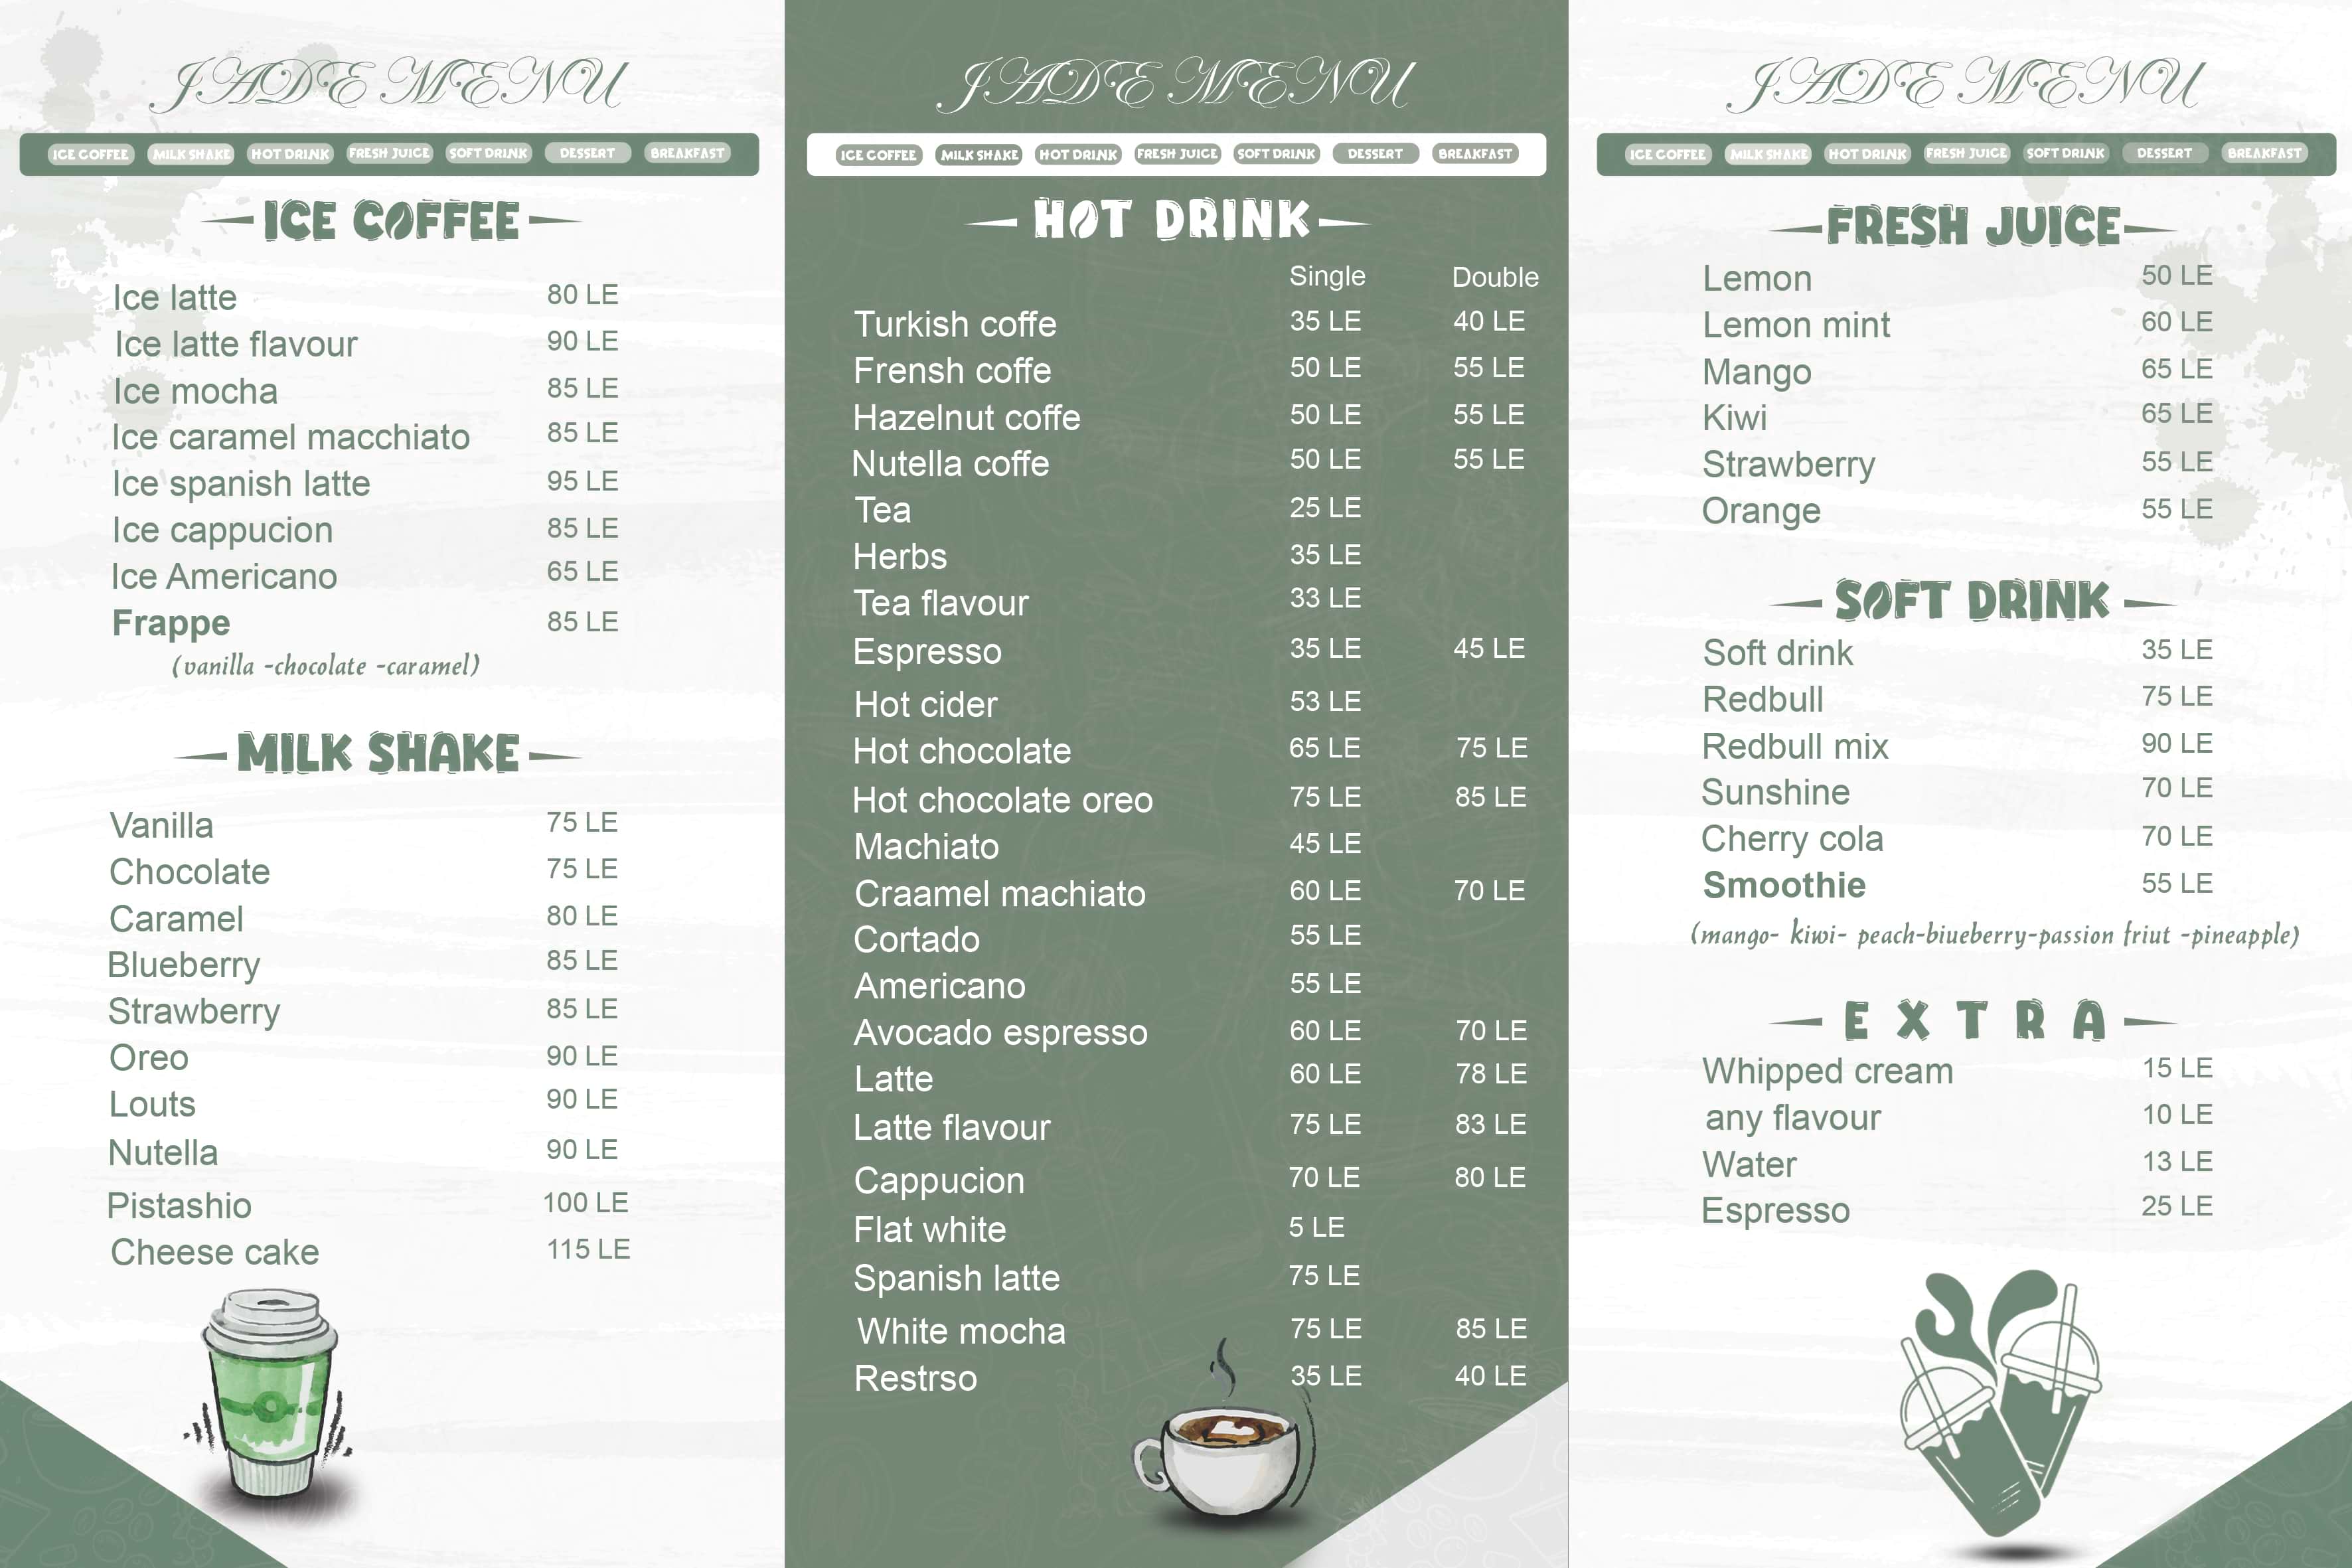 JADE MENU
ICE COFFEE MILK SHAKE HOT DRINK FRESH JUICE SOFT DRINK DESSERT BREAKFAST
ICE COFFEE
Ice latte 80 LE
Ice latte flavour 90 LE
Ice mocha 85 LE
Ice caramel macchiato 85 LE
Ice spanish latte 95 LE
Ice cappucion 85 LE
Ice Americano 65 LE
Frappe 85 LE
(vanilla -chocolate -caramel)
MILK SHAKE
Vanilla 75 LE
Chocolate 75 LE
Caramel 80 LE
Blueberry 85 LE
Strawberry 85 LE
Oreo 90 LE
Louts 90 LE
Nutella 90 LE
Pistashio 100 LE
Cheese cake 115 LE
JADE MENU
ICE COFFEE MILK SHAKE HOT DRINK FRESH JUICE SOFT DRINK DESSERT BREAKFAST
HOT DRINK
Single Double
Turkish coffe 35 LE 40 LE
Frensh coffe 50 LE 55 LE
Hazelnut coffe 50 LE 55 LE
Nutella coffe 50 LE 55 LE
Tea 25 LE
Herbs 35 LE
Tea flavour 33 LE
Espresso 35 LE 45 LE
Hot cider 53 LE
Hot chocolate 65 LE 75 LE
Hot chocolate oreo 75 LE 85 LE
Machiato 45 LE
Craamel machiato 60 LE 70 LE
Cortado 55 LE
Americano 55 LE
Avocado espresso 60 LE 70 LE
Latte 60 LE 78 LE
Latte flavour 75 LE 83 LE
Cappucion 70 LE 80 LE
Flat white 5 LE
Spanish latte 75 LE
White mocha 75 LE 85 LE
Restrso 35 LE 40 LE
JADE MENU
ICE COFFEE MILK SHAKE HOT DRINK FRESH JUICE SOFT DRINK DESSERT BREAKFAST
FRESH JUICE
Lemon 50 LE
Lemon mint 60 LE
Mango 65 LE
Kiwi 65 LE
Strawberry 55 LE
Orange 55 LE
SOFT DRINK
Soft drink 35 LE
Redbull 75 LE
Redbull mix 90 LE
Sunshine 70 LE
Cherry cola 70 LE
Smoothie 55 LE
(mango- kiwi- peach-biueberry-passion friut -pineapple)
EXTRA
Whipped cream 15 LE
any flavour 10 LE
Water 13 LE
Espresso 25 LE